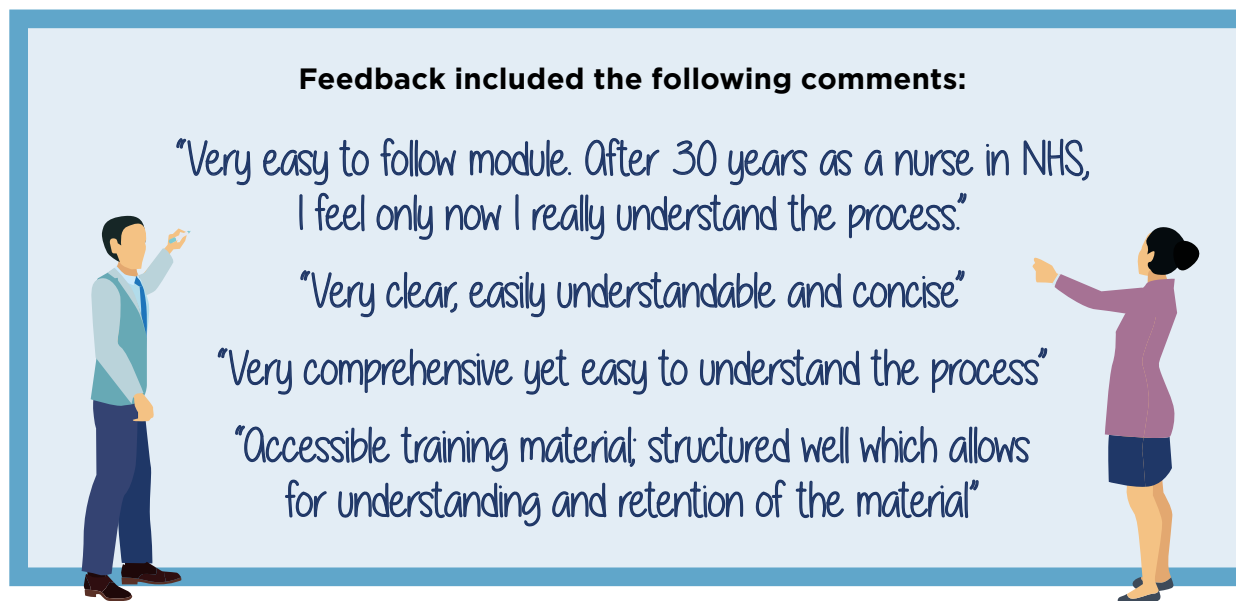 Feedback included the following comments:
“Very easy to follow module. After 30 years as a nurse in NHS,
I feel only now I really understand the process.”
“Very clear, easily understandable and concise”
“Very comprehensive yet easy to understand the process”
“Accessible training material; structured well which allows
for understanding and retention of the material”